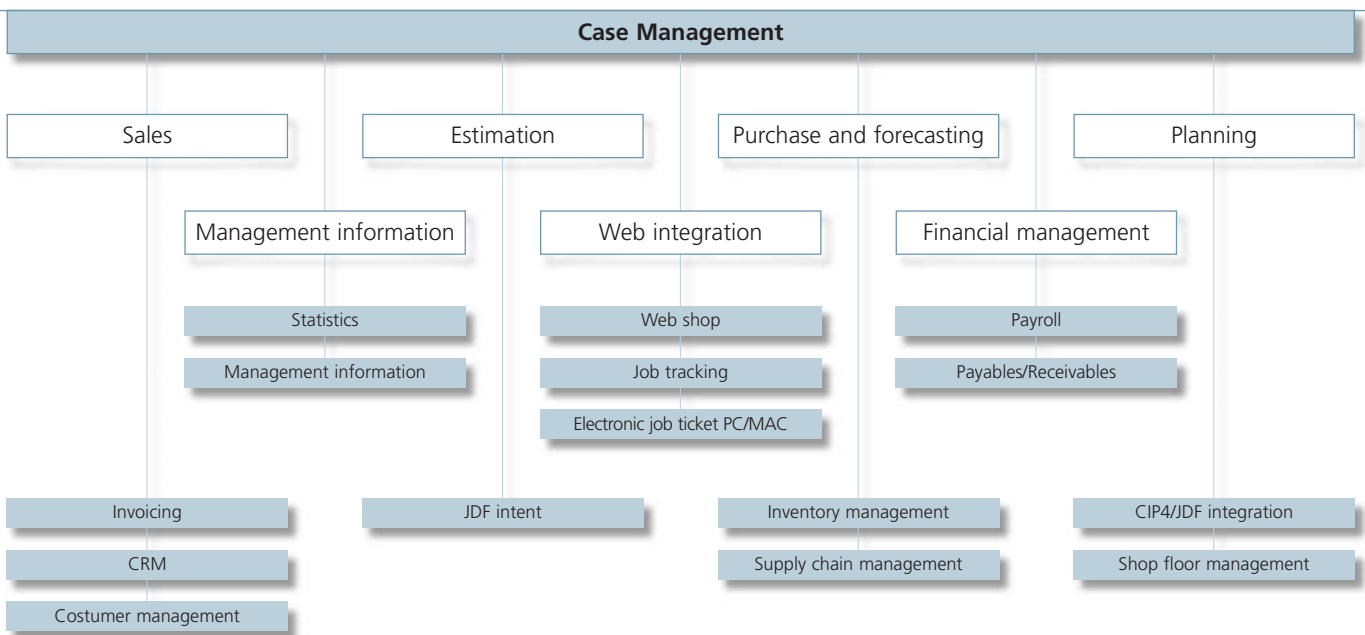 Case Management
Sales
Estimation
Purchase and forecasting
Planning
Management information
Web integration
Financial management
Statistics
Web shop
Payroll
Management information
Job tracking
Payables/Receivables
Electronic job ticket PC/MAC
Invoicing
JDF intent
Inventory management
CIP4/JDF integration
CRM
Supply chain management
Shop floor management
Costumer management